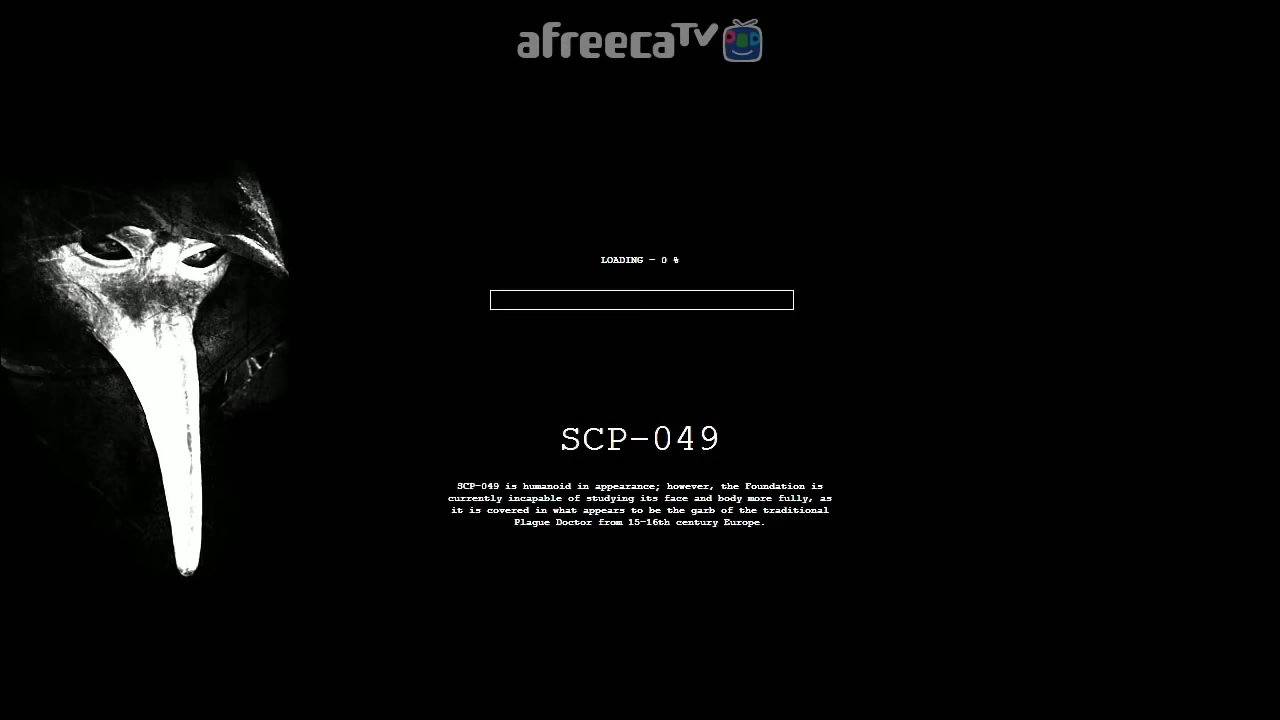 afreecaTV
LOADING - 0 %
SCP-049
SCP-049 is humanoid in appearance; however, the Foundation is
currently incapable of studying its face and body more fully, as
it is covered in what appears to be the garb of the traditional
Plague Doctor from 15-16th century Europe.